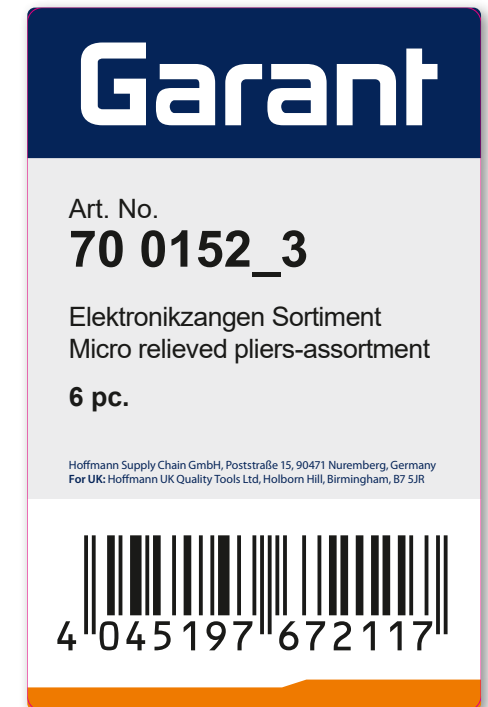 Garant
Art. No.
70 0152_3
Elektronikzangen Sortiment
Micro relieved pliers-assortment
6 pc.
Hoffmann Supply Chain GmbH, Poststraße 15, 90471 Nuremberg, Germany
For UK: Hoffmann UK Quality Tools Ltd, Holborn Hill, Birmingham, B7 5JR
4 045197 672117